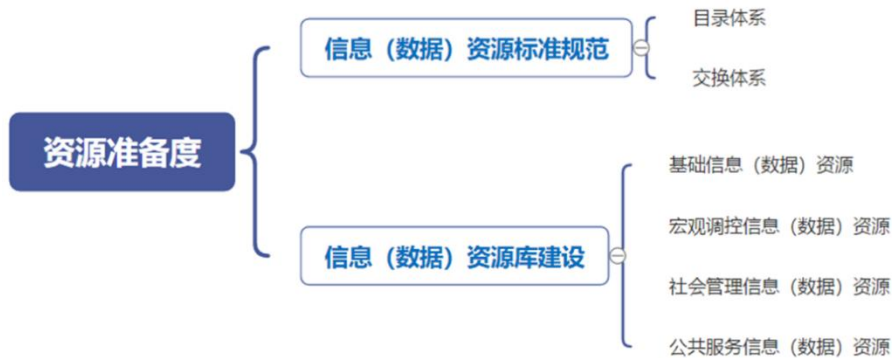 资源准备度
信息（数据）资源标准规范
目录体系
交换体系
信息（数据）资源库建设
基础信息（数据）资源
宏观调控信息（数据）资源
社会管理信息（数据）资源
公共服务信息（数据）资源